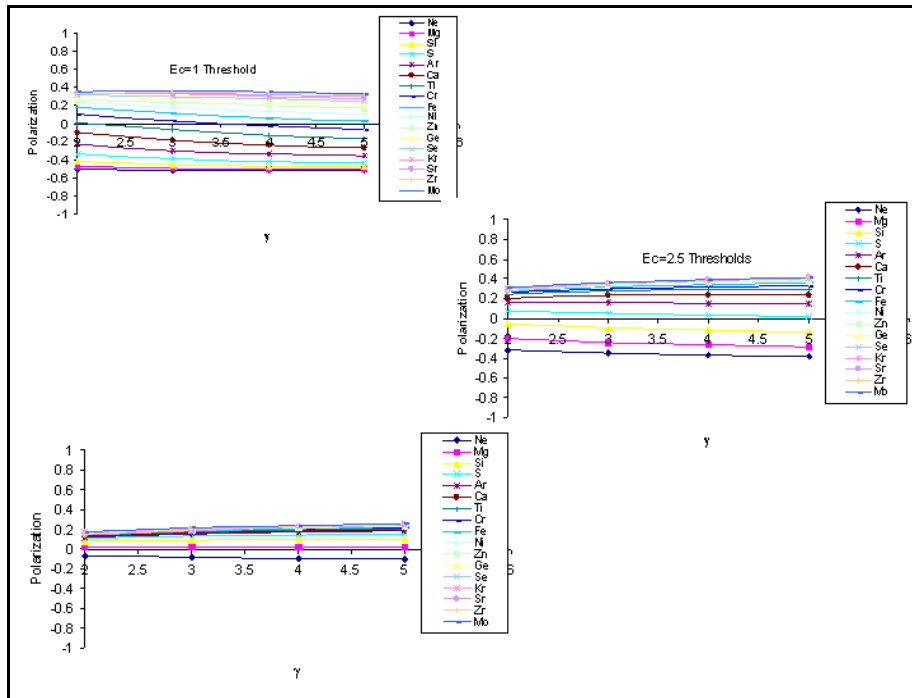 Ec=1 Threshold
Polarization
1
0.8
0.6
0.4
0.2
0
-0.2
-0.4
-0.6
-0.8
-1
2
2.5
3
3.5
4
4.5
5
6
γ
Ne
Mg
Si
S
Ar
Ca
Ti
Cr
Fe
Ni
Zn
Ge
Se
Kr
Sr
Zr
Mo
Ec=2.5 Thresholds
Polarization
1
0.8
0.6
0.4
0.2
0
-0.2
-0.4
-0.6
-0.8
-1
2
2.5
3
3.5
4
4.5
5
6
γ
Ne
Mg
Si
S
Ar
Ca
Ti
Cr
Fe
Ni
Zn
Ge
Se
Kr
Sr
Zr
Mo
Polarization
1
0.8
0.6
0.4
0.2
0
-0.2
-0.4
-0.6
-0.8
-1
2
2.5
3
3.5
4
4.5
5
6
γ
Ne
Mg
Si
S
Ar
Ca
Ti
Cr
Fe
Ni
Zn
Ge
Se
Kr
Sr
Zr
Mo